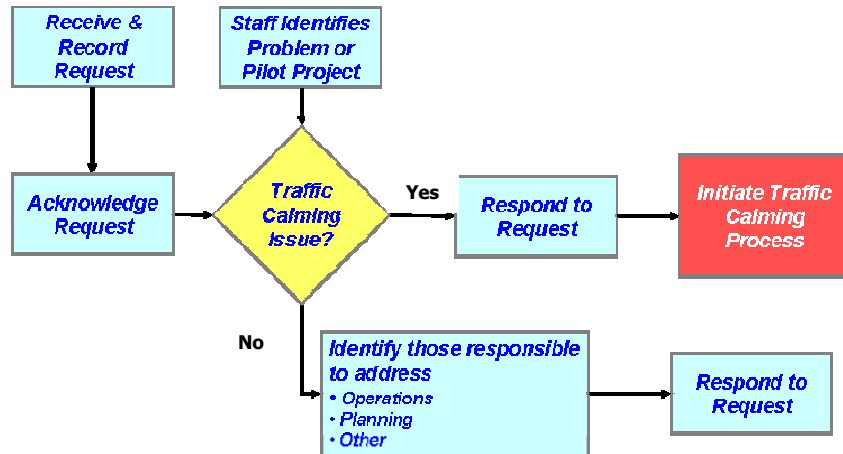 Receive &
Record
Request
Staff Identifies
Problem or
Pilot Project
Acknowledge
Request
Traffic
Calming
Issue?
Yes
Respond to
Request
Initiate Traffic
Calming
Process
No
Identify those responsible
to address
• Operations
• Planning
• Other
Respond to
Request